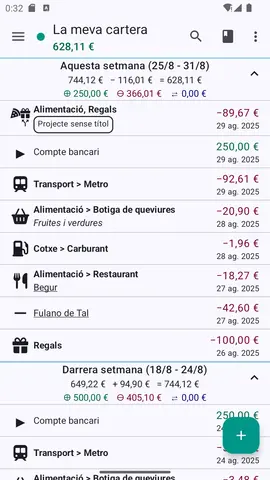 0:32
La meva cartera
628,11 €
Aquesta setmana (25/8 - 31/8)
744,12 € − 116,01 € = 628,11 €
⊕ 250,00 € ⊖ 366,01 € ⇄ 0,00 €
Alimentació, Regals
−89,67 €
Projecte sense títol
29 ag. 2025
Compte bancari
250,00 €
29 ag. 2025
Transport > Metro
−92,61 €
29 ag. 2025
Alimentació > Botiga de queviures
−20,90 €
Fruites i verdures
28 ag. 2025
Cotxe > Carburant
−1,96 €
28 ag. 2025
Alimentació > Restaurant
−18,27 €
Begur
27 ag. 2025
Fulano de Tal
−42,60 €
27 ag. 2025
Regals
−100,00 €
26 ag. 2025
Darrera setmana (18/8 - 24/8)
649,22 € + 94,90 € = 744,12 €
⊕ 500,00 € ⊖ 405,10 € ⇄ 0,00 €
Compte bancari
250,00 €
Transport > Metro
Alimentació > Botiga de queviures
−3,48 €